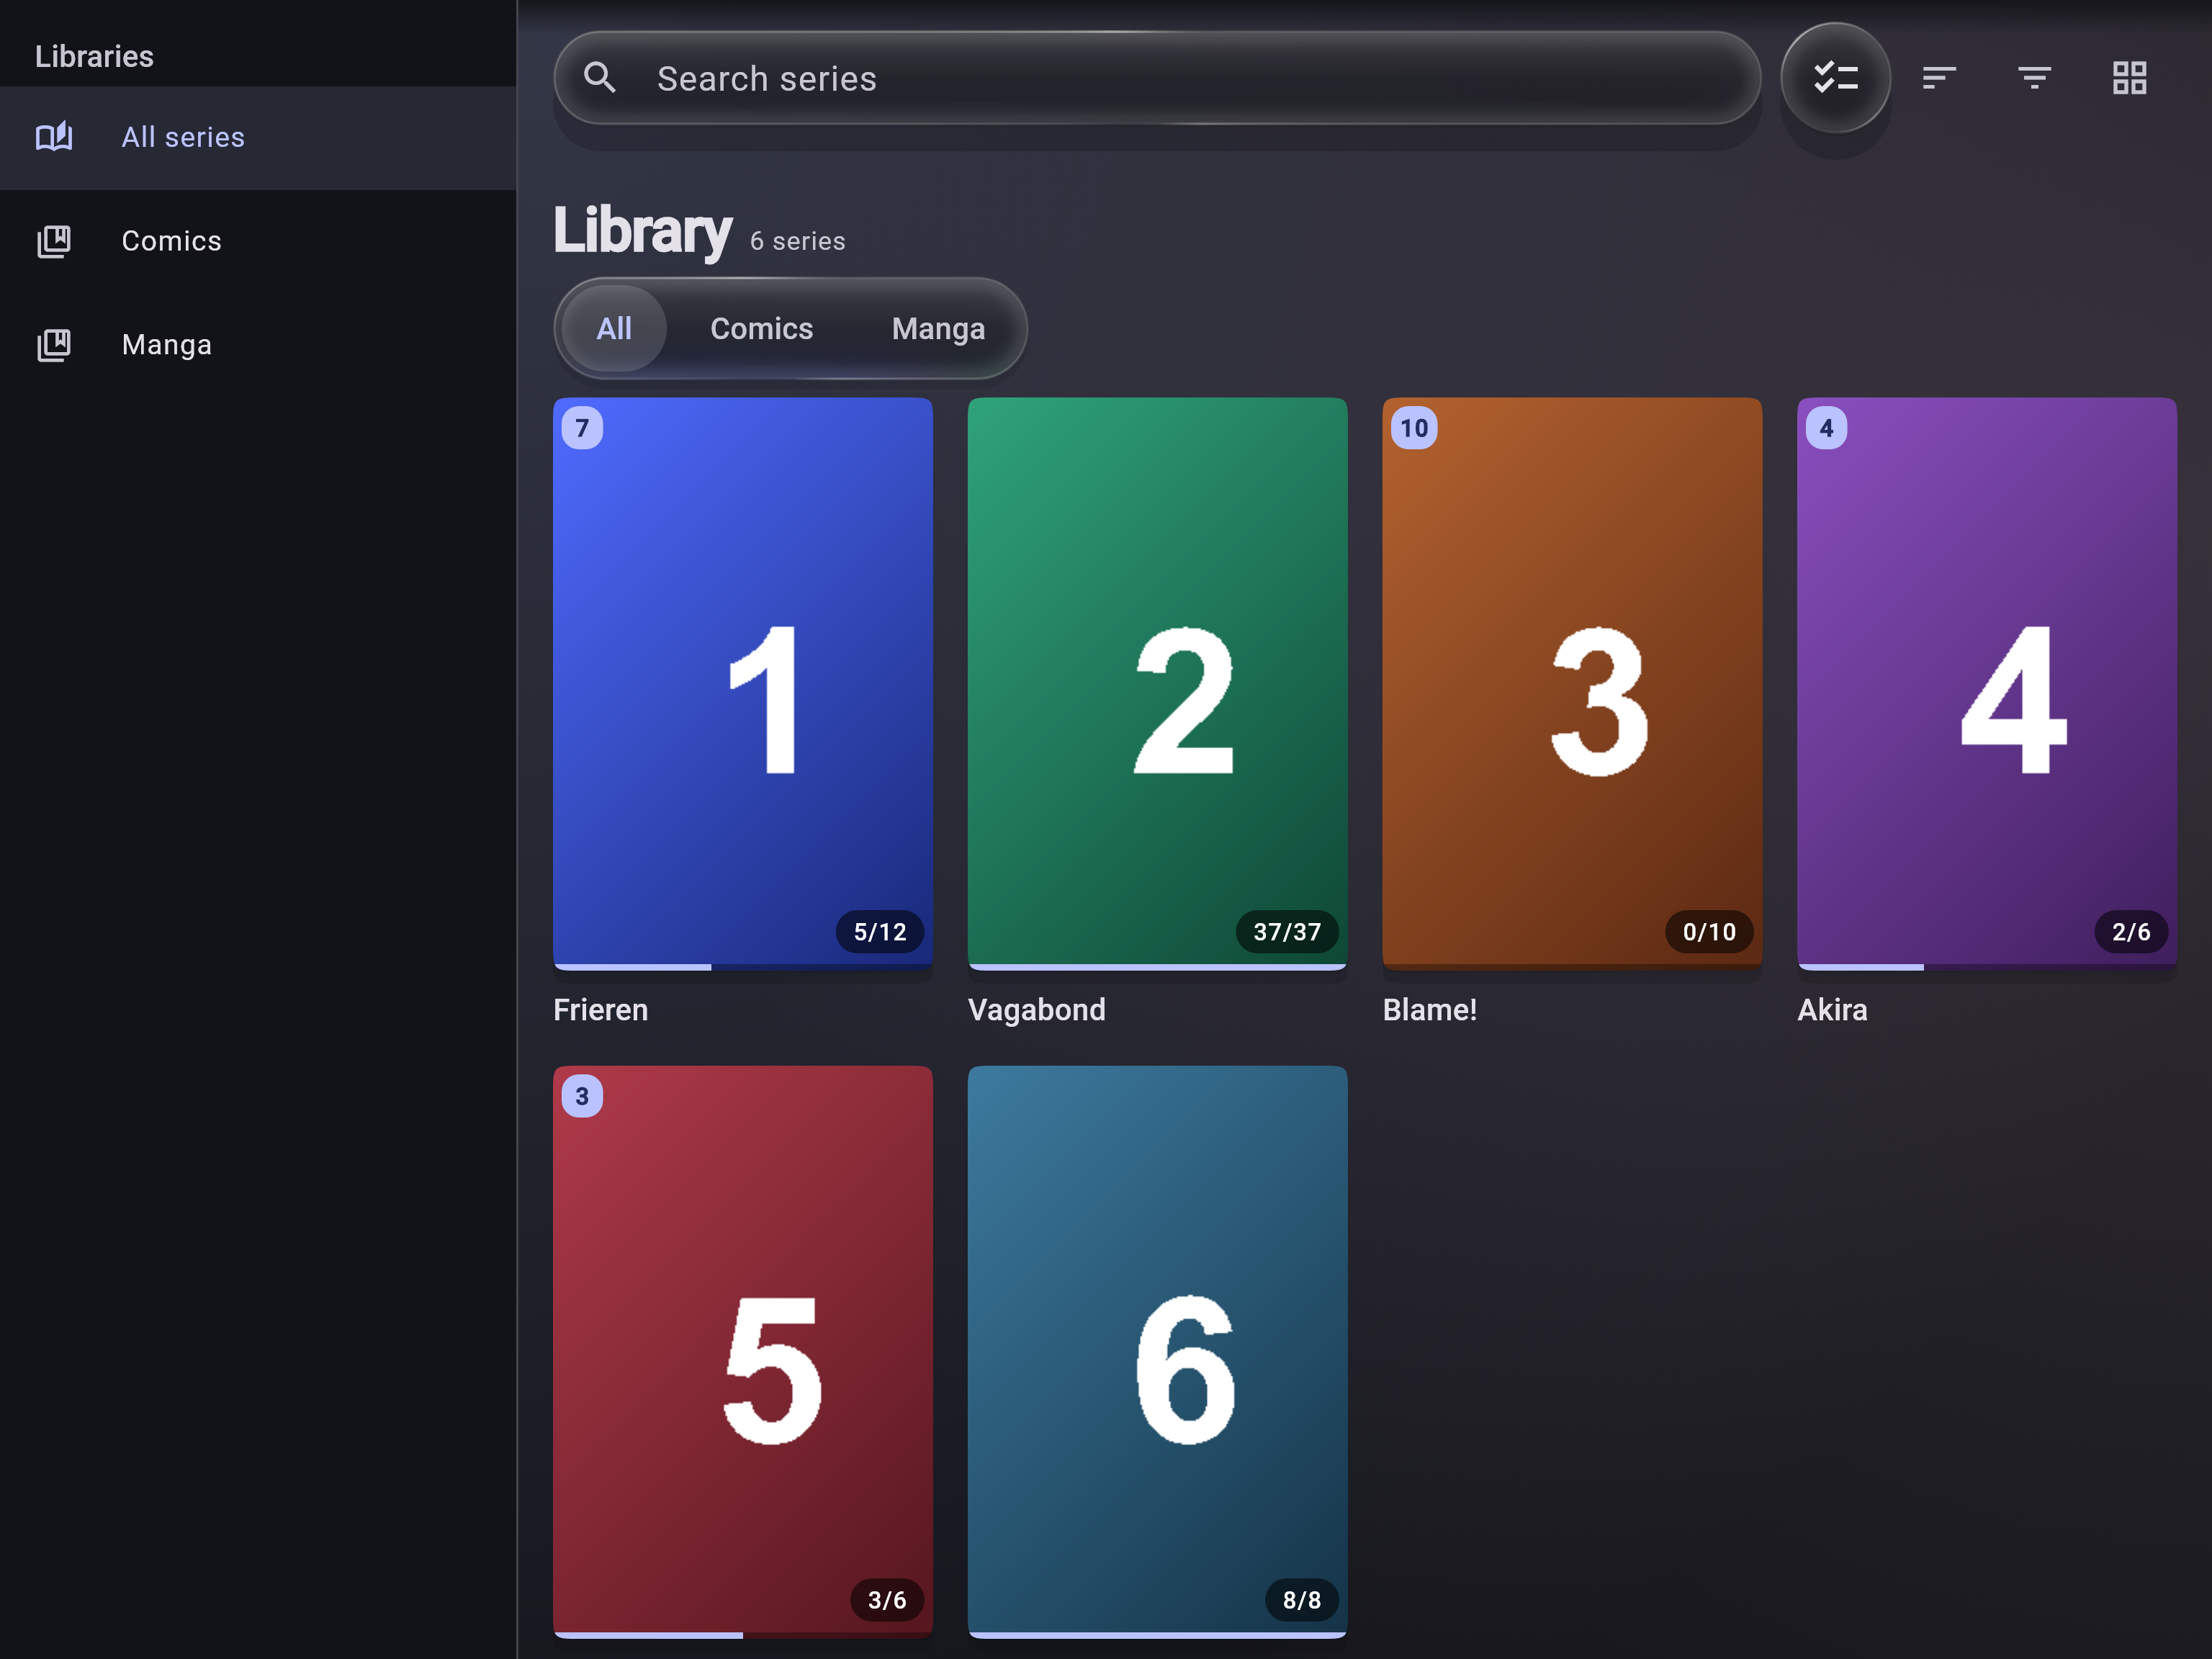 Libraries
All series
Comics
Manga
Search series
Library 6 series
All Comics Manga
7
1
5/12
Frieren
2
37/37
Vagabond
10
3
0/10
Blame!
4
4
2/6
Akira
3
5
3/6
6
8/8